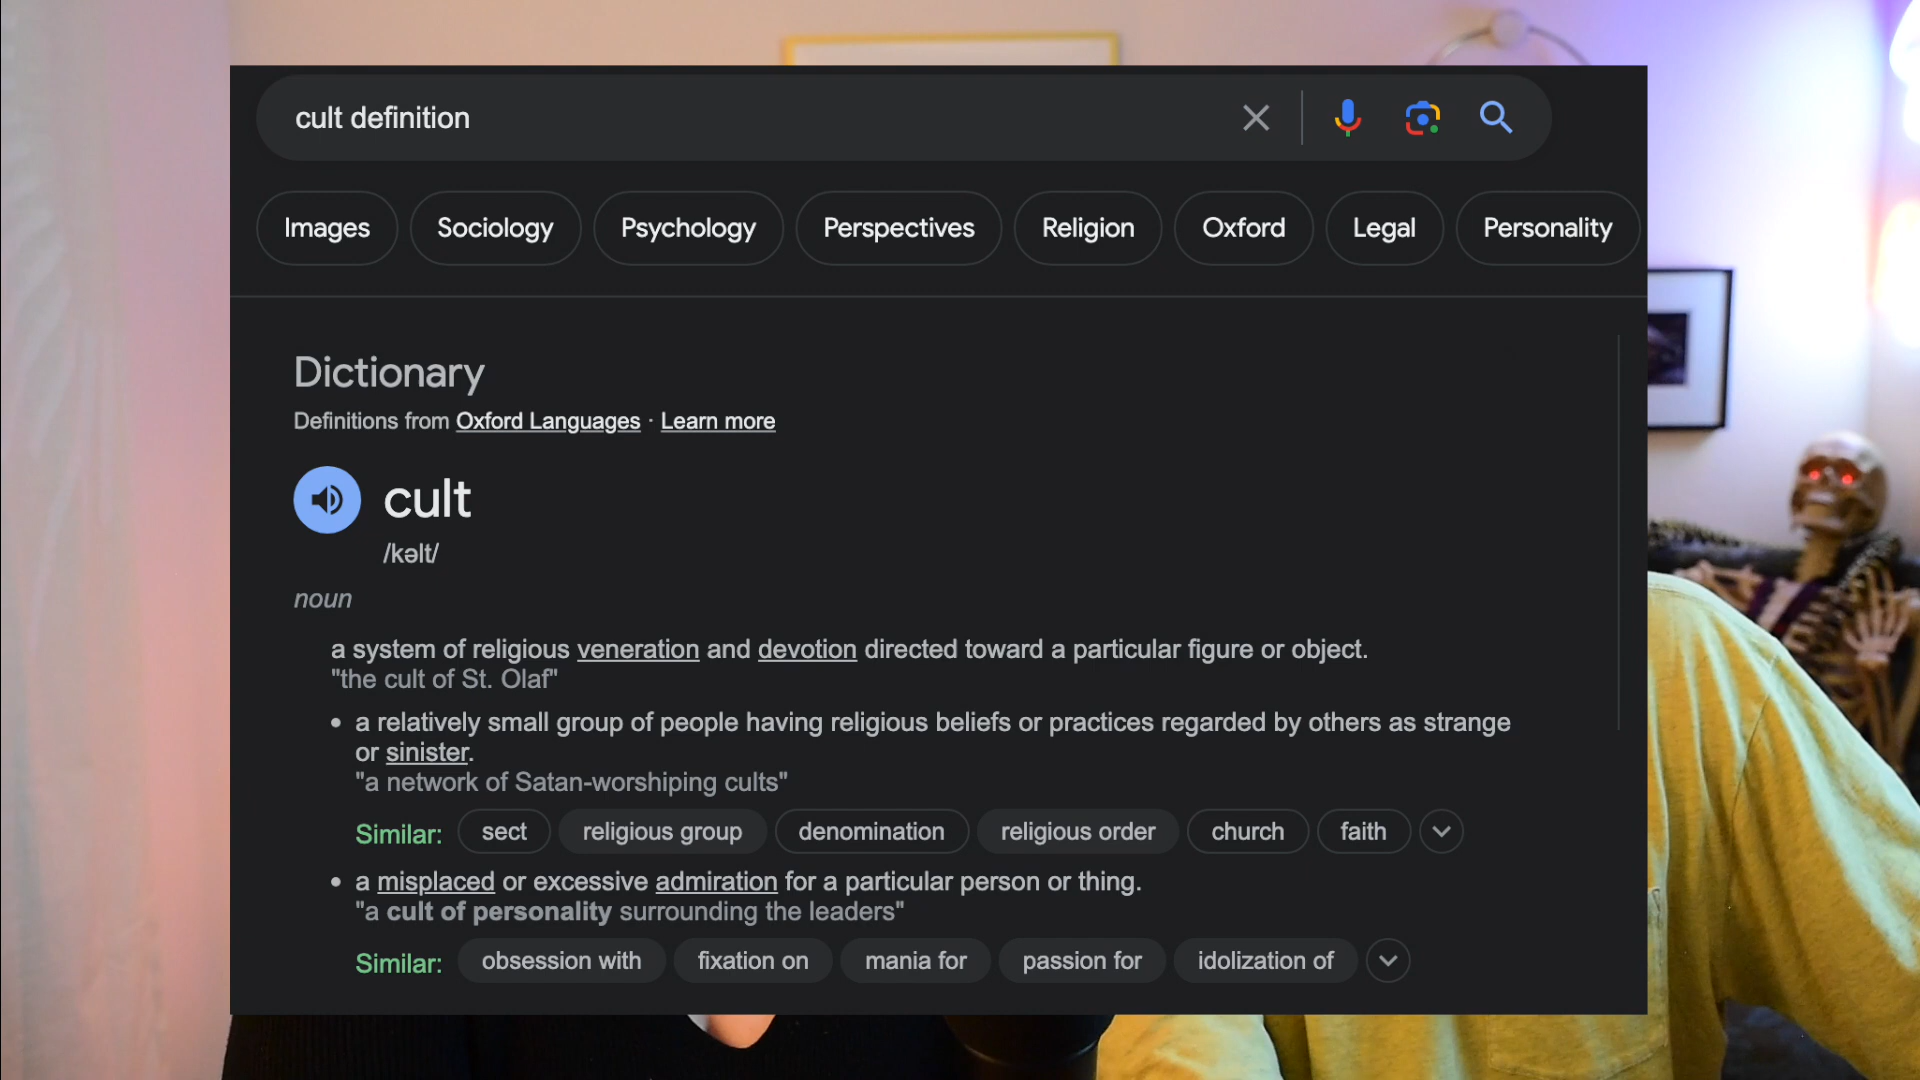 cult definition
Images Sociology Psychology Perspectives Religion Oxford Legal Personality
Dictionary
Definitions from Oxford Languages · Learn more
cult
/kəlt/
noun
a system of religious veneration and devotion directed toward a particular figure or object.
"the cult of St. Olaf"
• a relatively small group of people having religious beliefs or practices regarded by others as strange
or sinister.
"a network of Satan-worshiping cults"
Similar: sect religious group denomination religious order church faith
• a misplaced or excessive admiration for a particular person or thing.
"a cult of personality surrounding the leaders"
Similar: obsession with fixation on mania for passion for idolization of